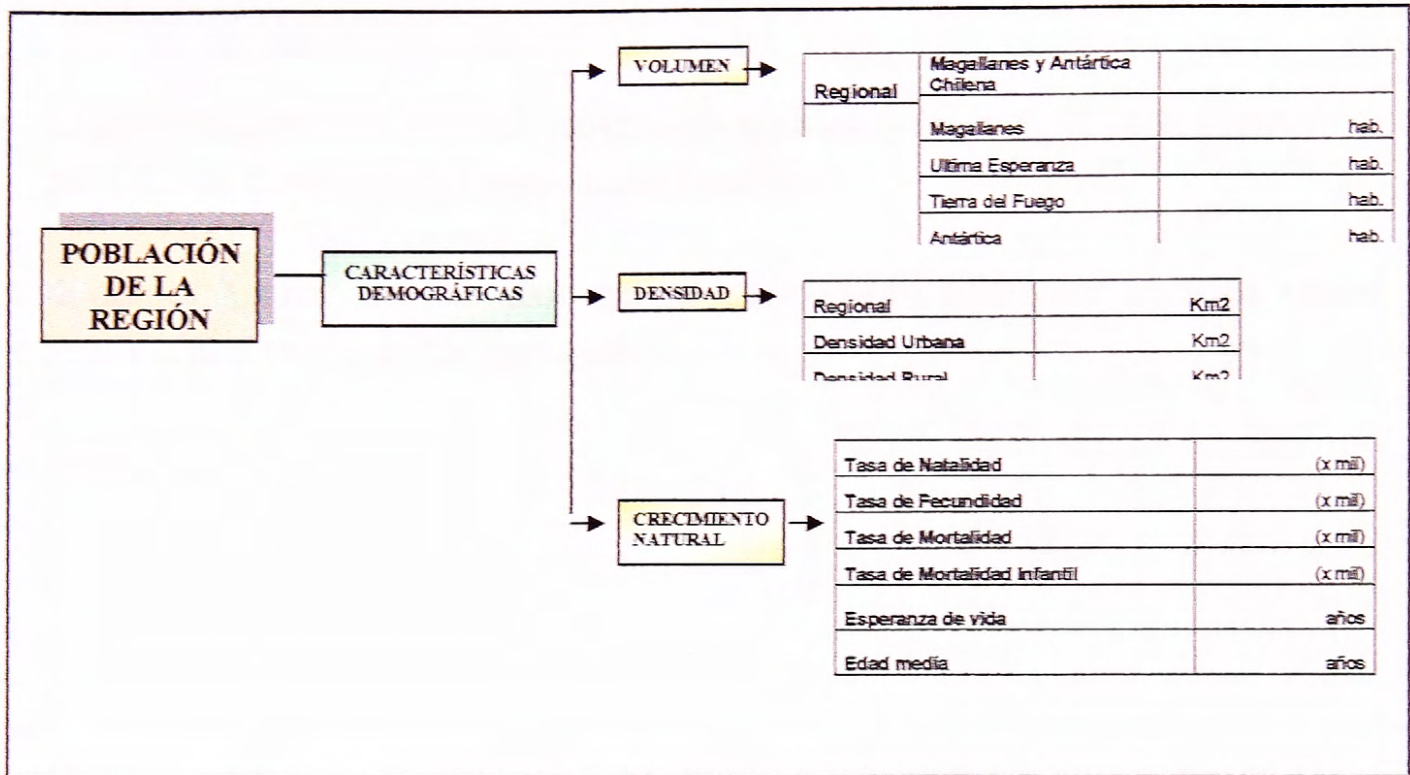 VOLUMEN
Regional
Magallanes y Antártica
Chilena
Magallanes hab.
Ultima Esperanza hab.
Tierra del Fuego hab.
Antártica hab.
POBLACIÓN
DE LA
REGIÓN
CARACTERÍSTICAS
DEMOGRÁFICAS
DENSIDAD
Regional Km2
Densidad Urbana Km2
Densidad Rural Km2
CRECIMIENTO
NATURAL
Tasa de Natalidad (x mil)
Tasa de Fecundidad (x mil)
Tasa de Mortalidad (x mil)
Tasa de Mortalidad Infantil (x mil)
Esperanza de vida años
Edad media años